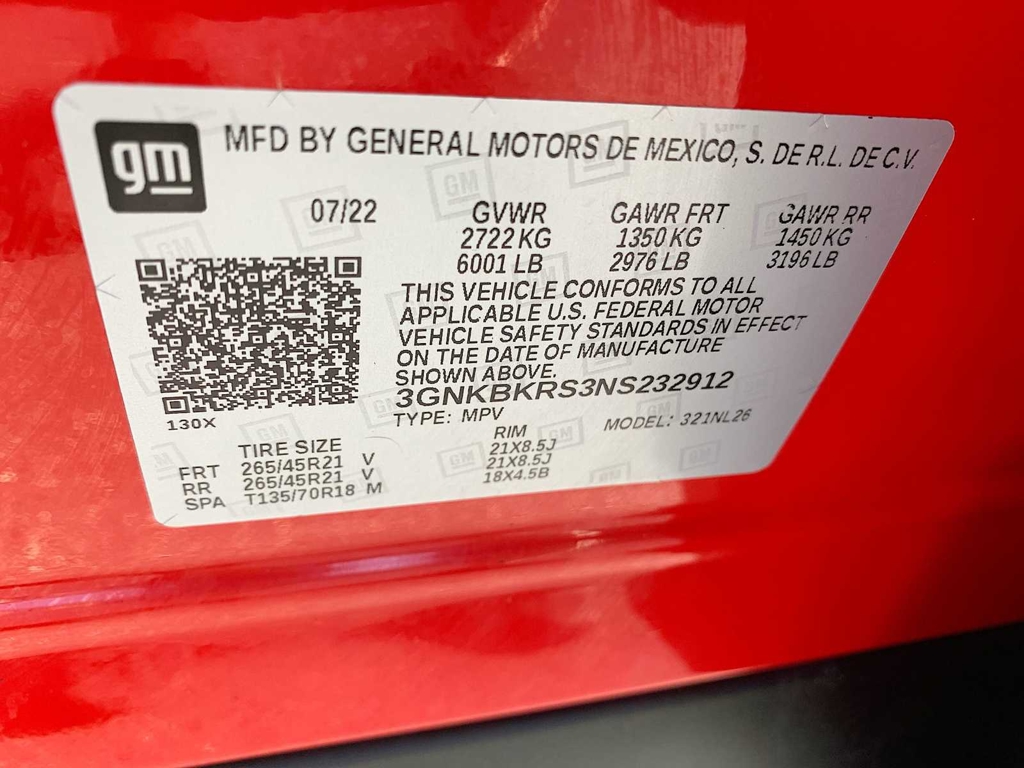 gm
MFD BY GENERAL MOTORS DE MEXICO, S. DE R.L. DE C.V.
07/22 GVWR GAWR FRT GAWR RR
2722 KG 1350 KG 1450 KG
6001 LB 2976 LB 3196 LB
THIS VEHICLE CONFORMS TO ALL
APPLICABLE U.S. FEDERAL MOTOR
VEHICLE SAFETY STANDARDS IN EFFECT
ON THE DATE OF MANUFACTURE
SHOWN ABOVE.
3GNKBKRS3NS232912
TYPE: MPV MODEL: 321NL26
130X
TIRE SIZE RIM
FRT 265/45R21 V 21X8.5J
RR 265/45R21 V 21X8.5J
SPA T135/70R18 M 18X4.5B